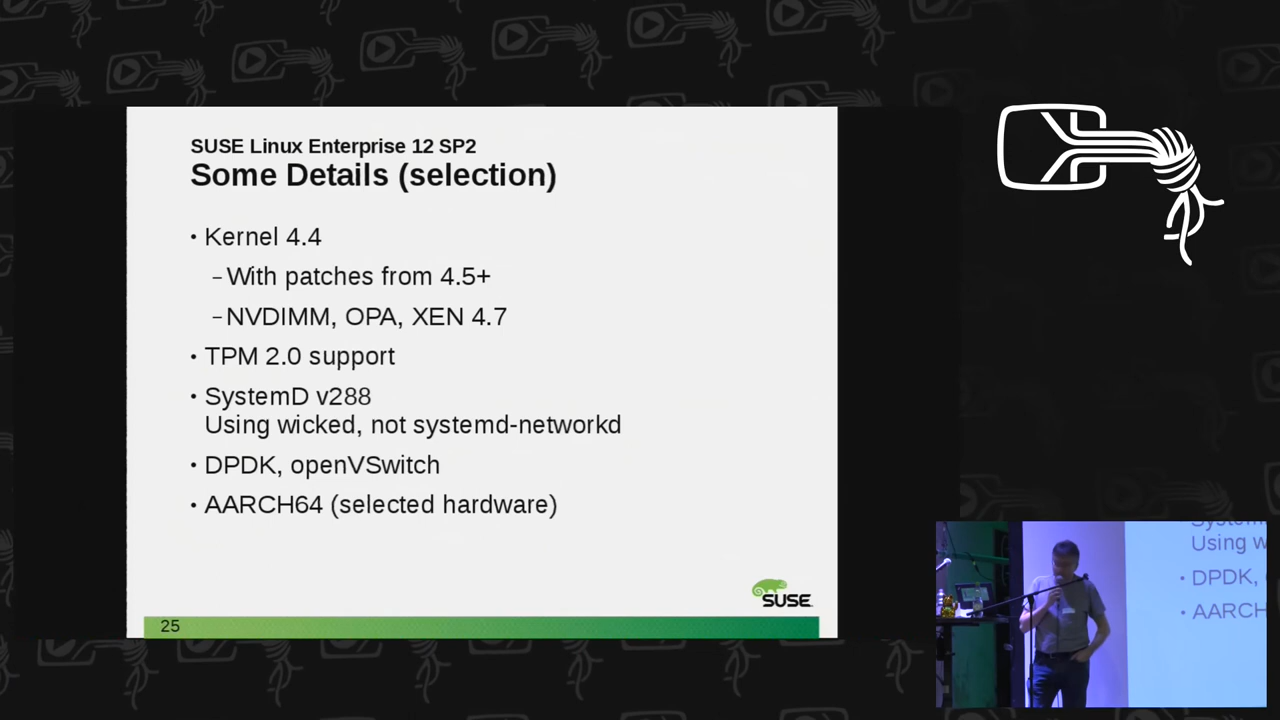 SUSE Linux Enterprise 12 SP2
Some Details (selection)
• Kernel 4.4
–With patches from 4.5+
–NVDIMM, OPA, XEN 4.7
• TPM 2.0 support
• SystemD v288
Using wicked, not systemd-networkd
• DPDK, openVSwitch
• AARCH64 (selected hardware)
SUSE
25
Using w
• DPDK,
• AARCH